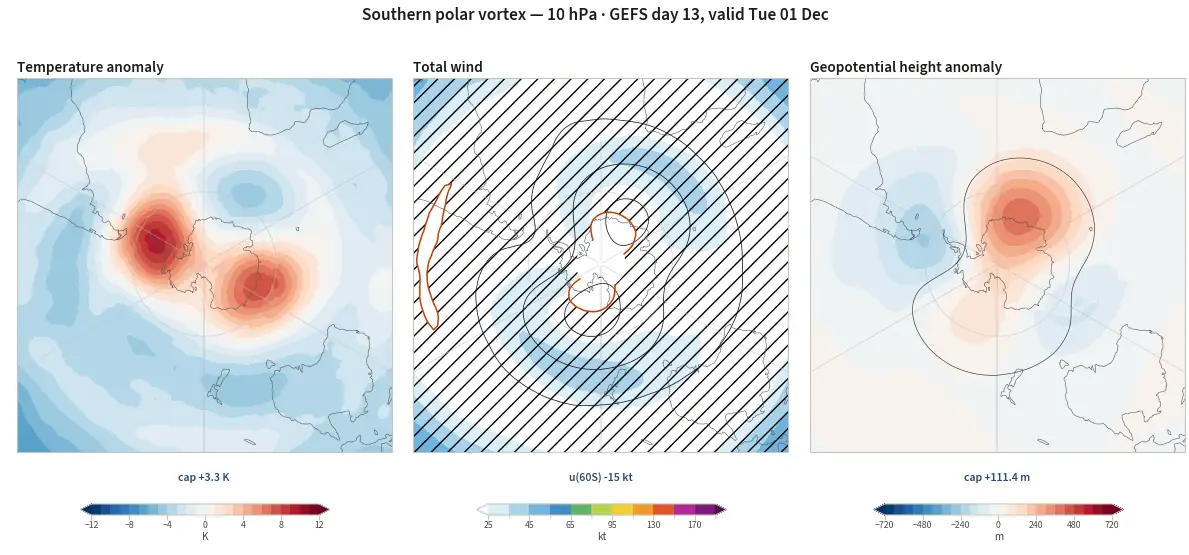 Southern polar vortex — 10 hPa · GEFS day 13, valid Tue 01 Dec
Temperature anomaly
Total wind
Geopotential height anomaly
cap +3.3 K
u(60S) -15 kt
cap +111.4 m
−12 −8 −4 0 4 8 12
K
25 45 65 95 130 170
kt
−720 −480 −240 0 240 480 720
m